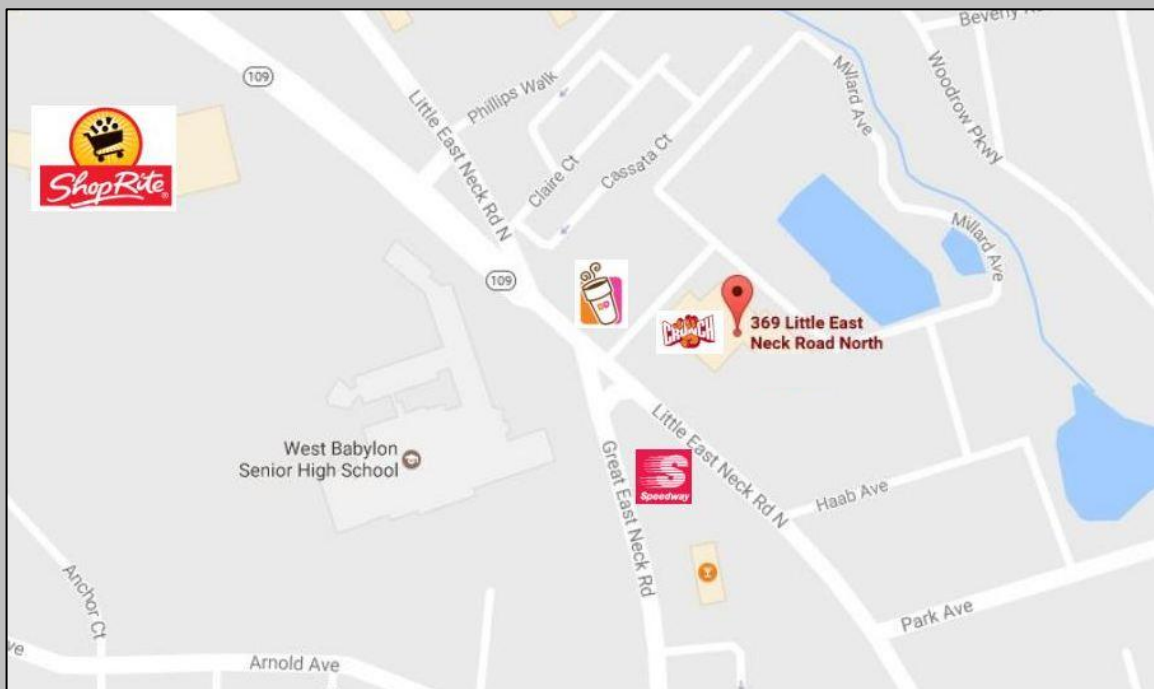 Beverly
109
Phillips Walk
Millard Ave
Woodrow Pkwy
Little East Neck Rd N
ShopRite®
Claire Ct
Cassata Ct
Millard Ave
109
DD
CRUNCH
369 Little East
Neck Road North
West Babylon
Senior High School
Little East Neck Rd N
Great East Neck Rd
S
Speedway
Haab Ave
Anchor Ct
Park Ave
ve
Arnold Ave